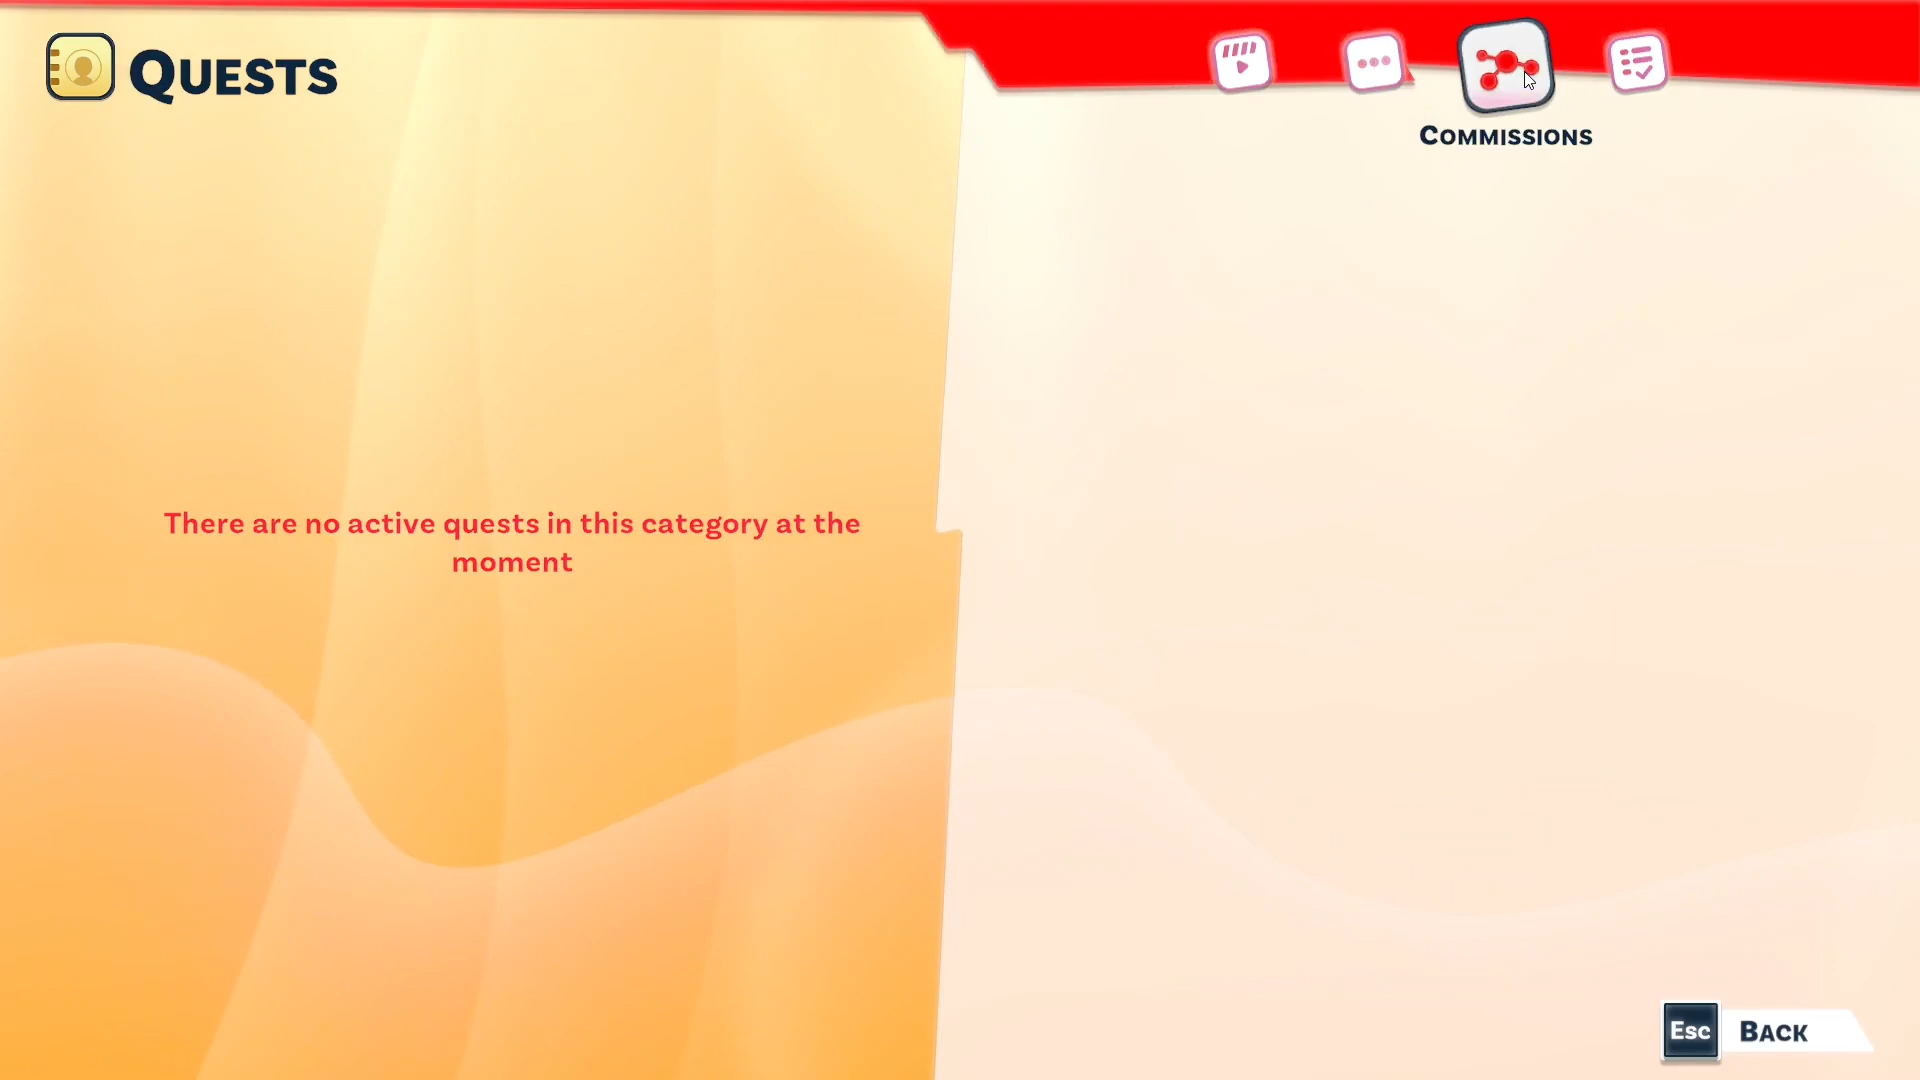 QUESTS
COMMISSIONS
There are no active quests in this category at the
moment
Esc BACK